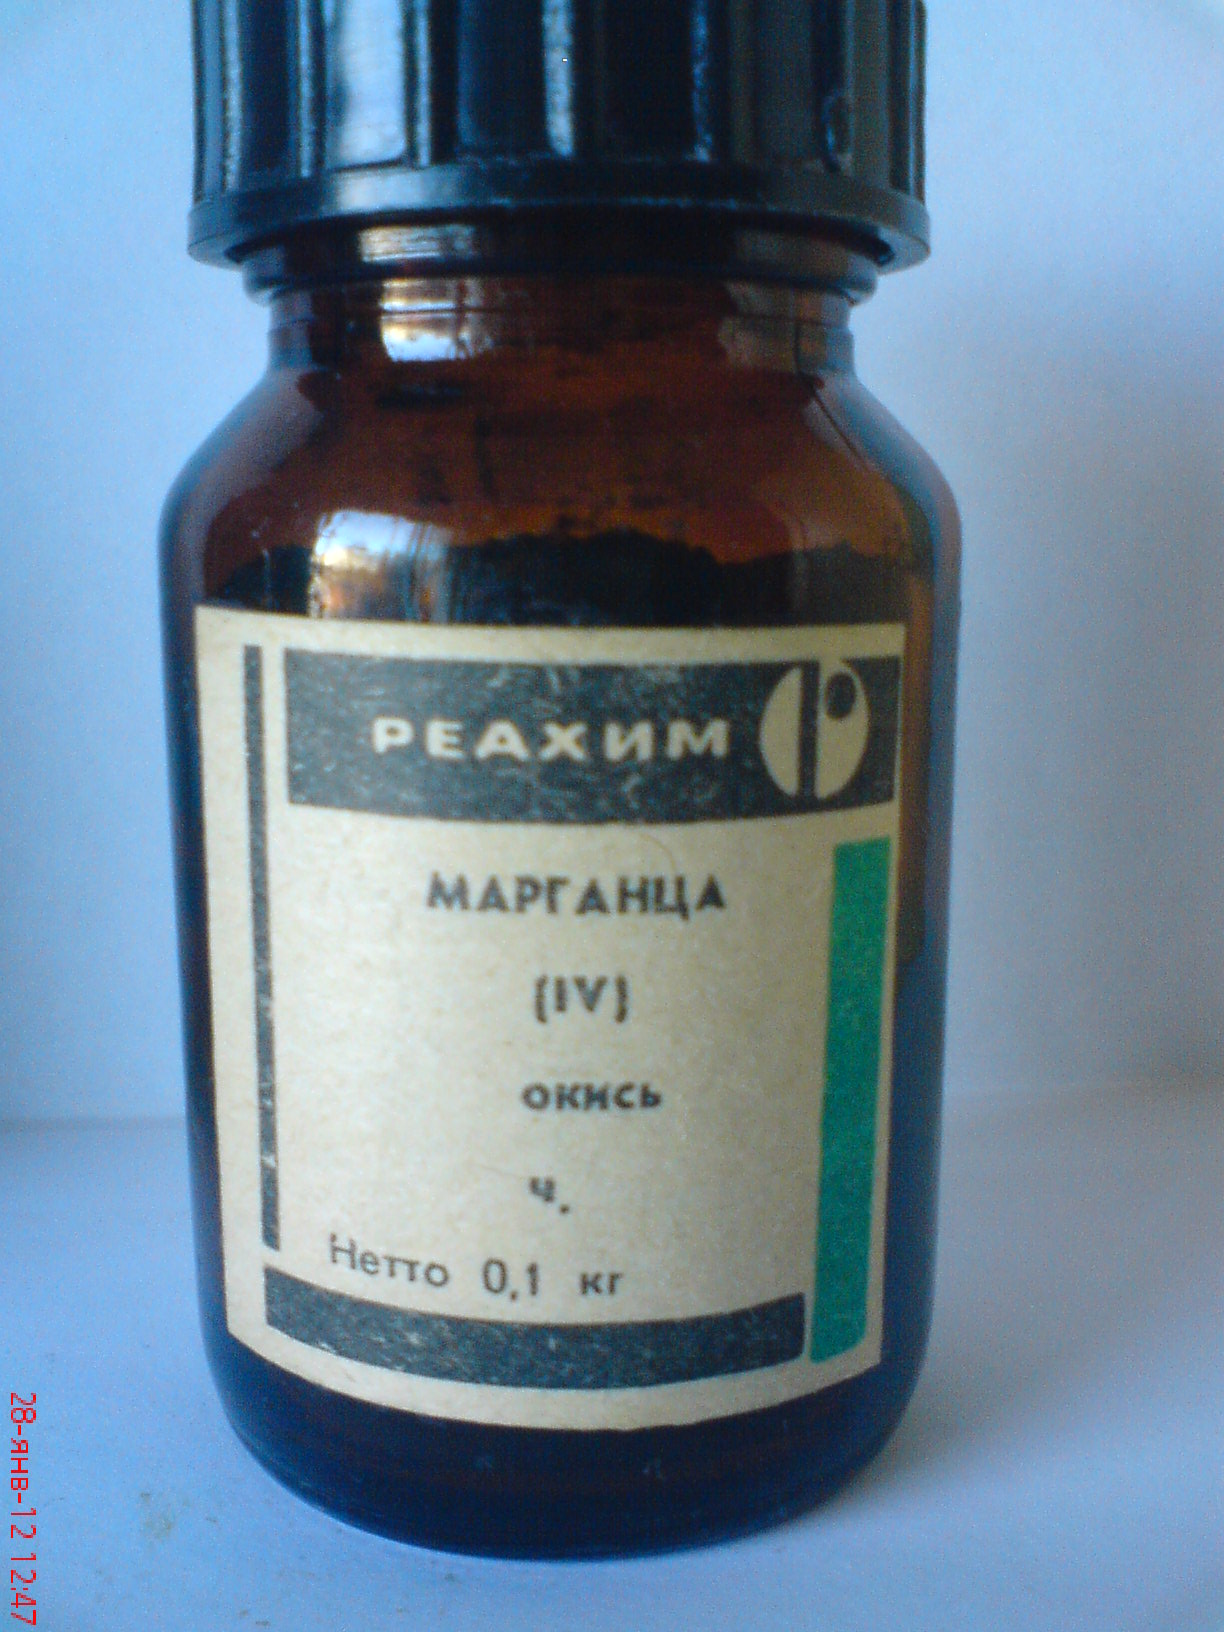 РЕАХИМ
МАРГАНЦА
(IV)
окись
ч.
Нетто 0,1 кг
28-янв-12 12:47